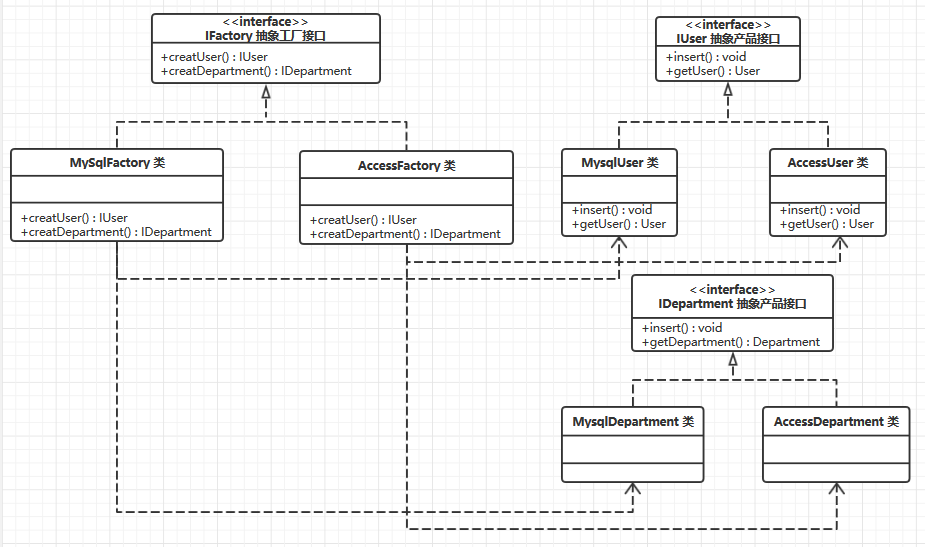 <<interface>>
IFactory 抽象工厂接口
+creatUser() : IUser
+creatDepartment() : IDepartment
<<interface>>
IUser 抽象产品接口
+insert() : void
+getUser() : User
MySqlFactory 类
+creatUser() : IUser
+creatDepartment() : IDepartment
AccessFactory 类
+creatUser() : IUser
+creatDepartment() : IDepartment
MysqlUser 类
+insert() : void
+getUser() : User
AccessUser 类
+insert() : void
+getUser() : User
<<interface>>
IDepartment 抽象产品接口
+insert() : void
+getDepartment() : Department
MysqlDepartment 类
AccessDepartment 类